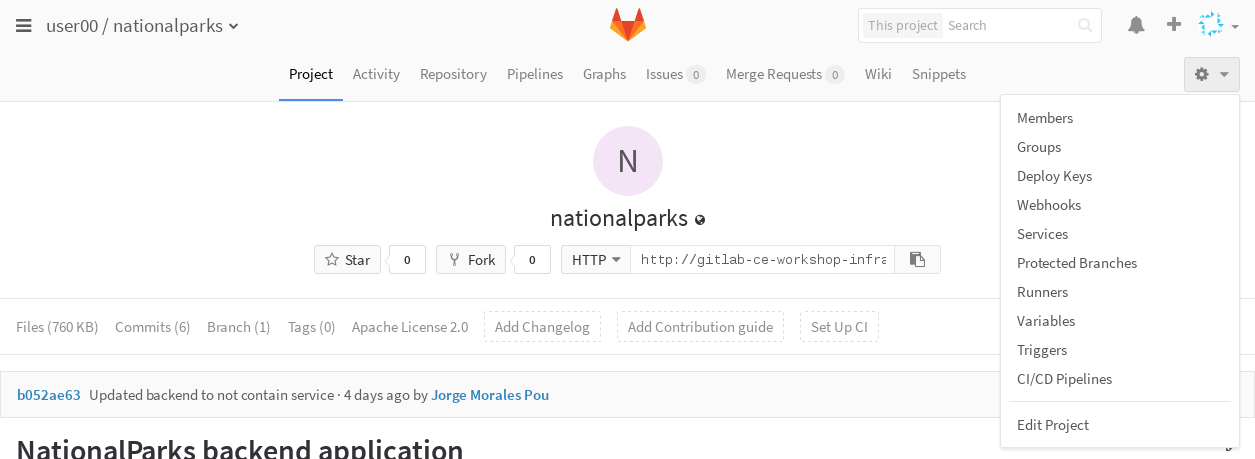 user00 / nationalparks
This project Search
Project Activity Repository Pipelines Graphs Issues 0 Merge Requests 0 Wiki Snippets
Members
Groups
Deploy Keys
Webhooks
Services
Protected Branches
Runners
Variables
Triggers
CI/CD Pipelines
Edit Project
N
nationalparks
Star 0 Fork 0 HTTP http://gitlab-ce-workshop-infra
Files (760 KB) Commits (6) Branch (1) Tags (0) Apache License 2.0 Add Changelog Add Contribution guide Set Up CI
b052ae63 Updated backend to not contain service · 4 days ago by Jorge Morales Pou
NationalParks backend application